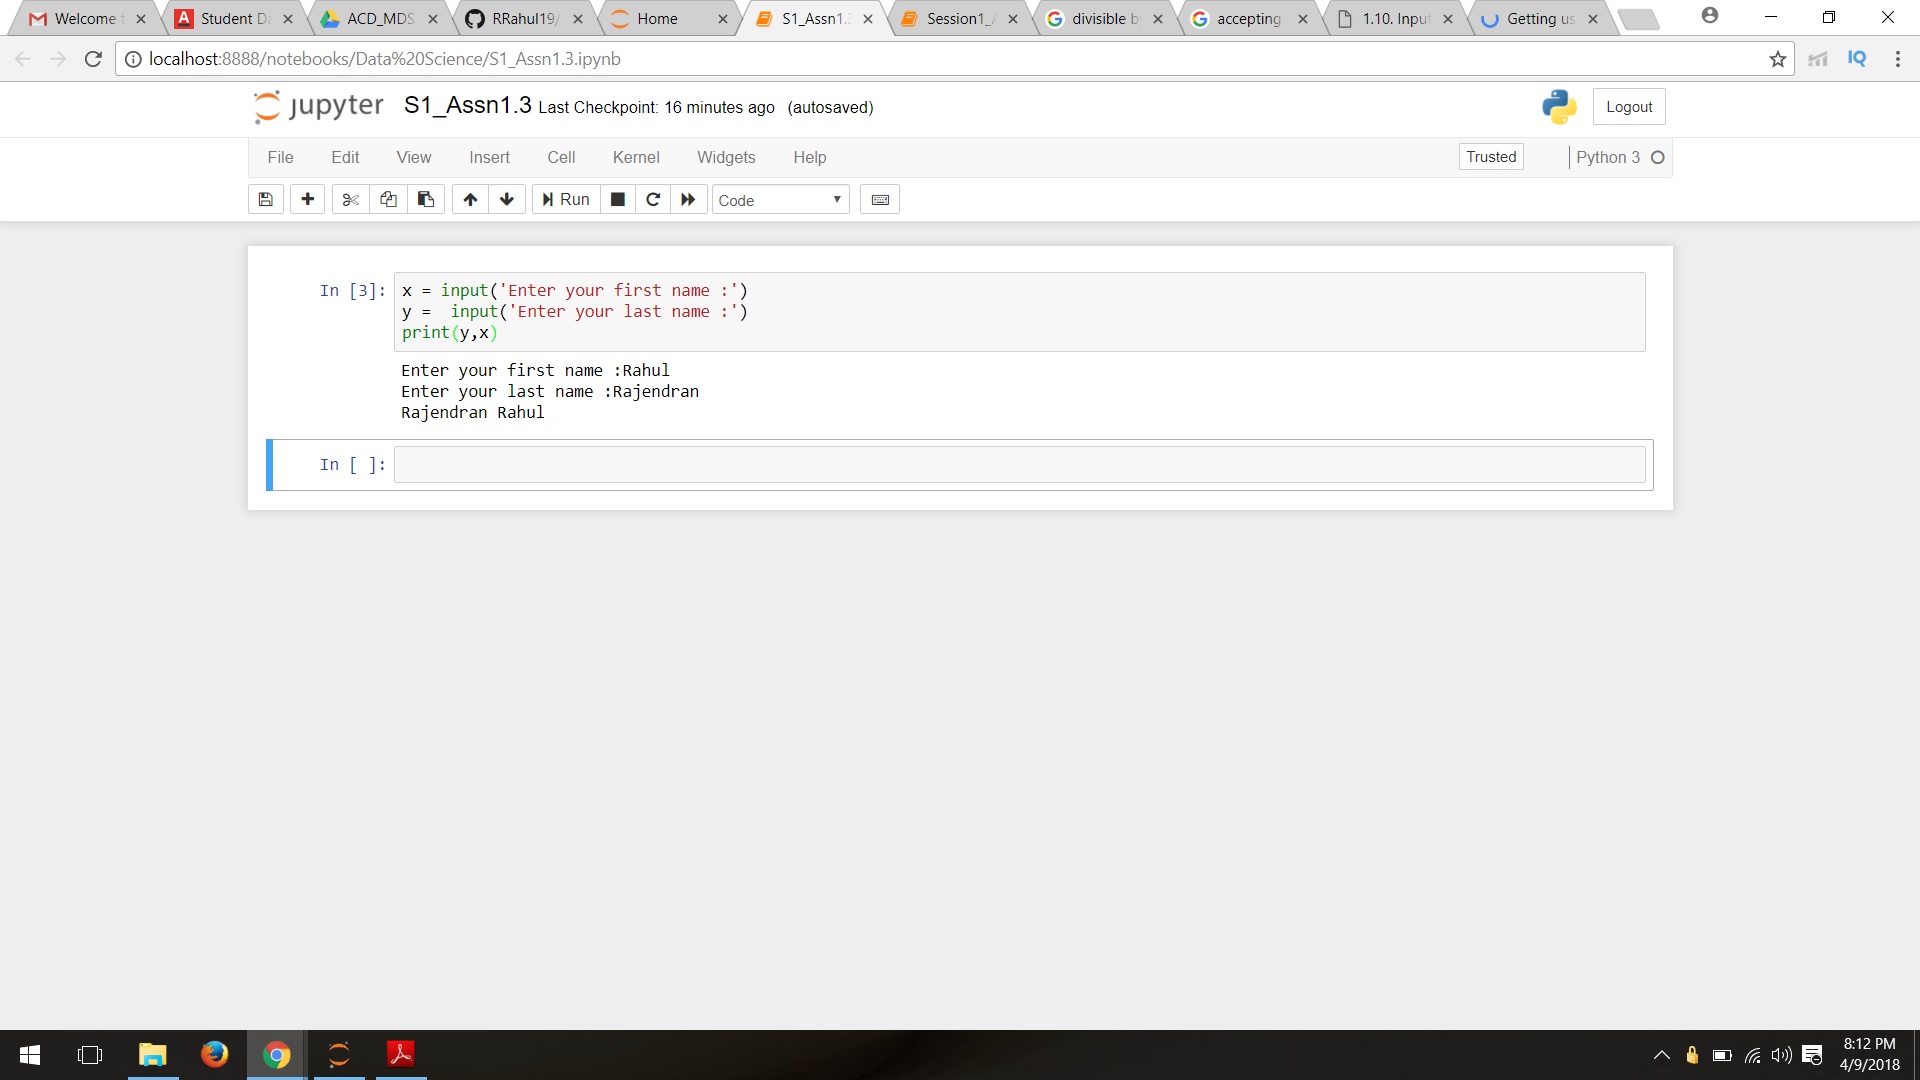 Welcome t
Student Da
ACD_MDS
RRahul19/
Home
S1_Assn1.
Session1_A
divisible b
accepting
1.10. Input
Getting us
localhost:8888/notebooks/Data%20Science/S1_Assn1.3.ipynb
IQ
jupyter S1_Assn1.3 Last Checkpoint: 16 minutes ago (autosaved)
Logout
File Edit View Insert Cell Kernel Widgets Help
Trusted
Python 3
Run
Code
In [3]: x = input('Enter your first name :')
y =  input('Enter your last name :')
print(y,x)
Enter your first name :Rahul
Enter your last name :Rajendran
Rajendran Rahul
In [ ]:
8:12 PM
4/9/2018